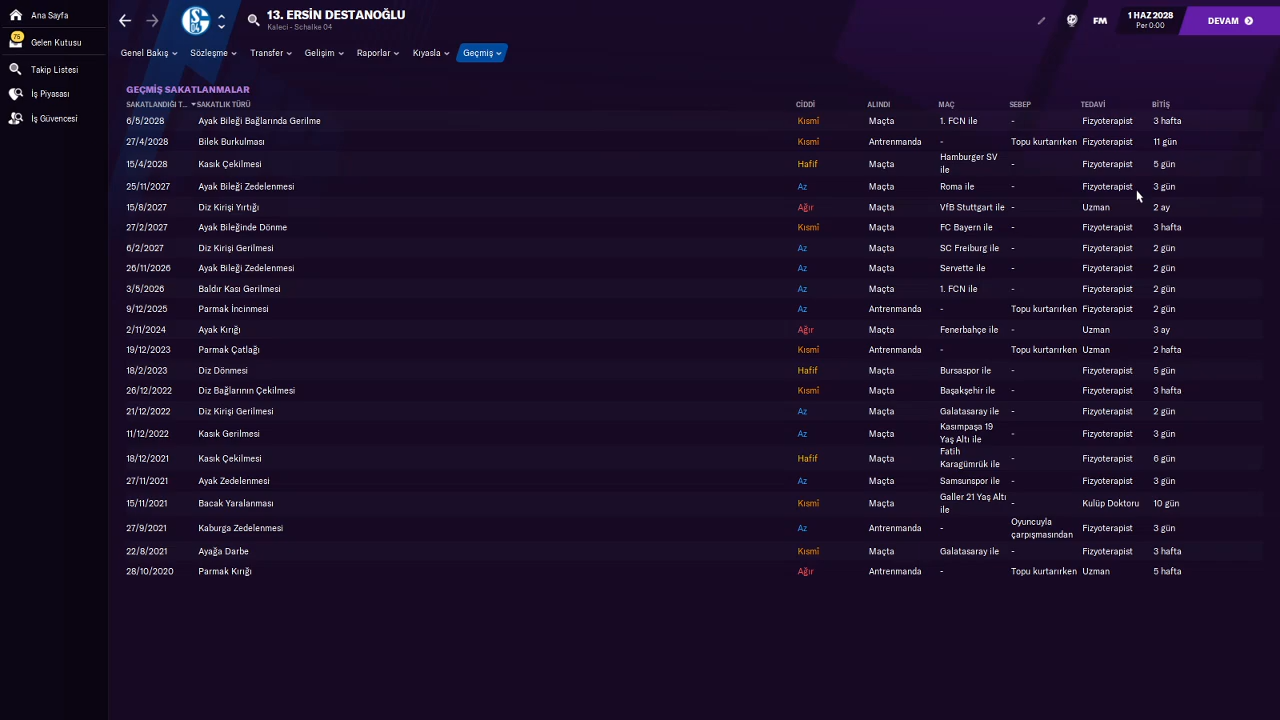 Ana Sayfa
75
Gelen Kutusu
Takip Listesi
İş Piyasası
İş Güvencesi
13. ERSİN DESTANOĞLU
Kaleci - Schalke 04
FM
1 HAZ 2028
Per 0:00
DEVAM
Genel Bakış Sözleşme Transfer Gelişim Raporlar Kıyasla Geçmiş
GEÇMİŞ SAKATLANMALAR
SAKATLANDIĞI T... SAKATLIK TÜRÜ CİDDİ ALINDI MAÇ SEBEP TEDAVİ BİTİŞ
6/5/2028 Ayak Bileği Bağlarında Gerilme Kısmî Maçta 1. FCN ile - Fizyoterapist 3 hafta
27/4/2028 Bilek Burkulması Kısmî Antrenmanda - Topu kurtarırken Fizyoterapist 11 gün
15/4/2028 Kasık Çekilmesi Hafif Maçta Hamburger SV ile - Fizyoterapist 5 gün
25/11/2027 Ayak Bileği Zedelenmesi Az Maçta Roma ile - Fizyoterapist 3 gün
15/8/2027 Diz Kirişi Yırtığı Ağır Maçta VfB Stuttgart ile - Uzman 2 ay
27/2/2027 Ayak Bileğinde Dönme Kısmî Maçta FC Bayern ile - Fizyoterapist 3 hafta
6/2/2027 Diz Kirişi Gerilmesi Az Maçta SC Freiburg ile - Fizyoterapist 2 gün
26/11/2026 Ayak Bileği Zedelenmesi Az Maçta Servette ile - Fizyoterapist 2 gün
3/5/2026 Baldır Kası Gerilmesi Az Maçta 1. FCN ile - Fizyoterapist 2 gün
9/12/2025 Parmak İncinmesi Az Antrenmanda - Topu kurtarırken Fizyoterapist 2 gün
2/11/2024 Ayak Kırığı Ağır Maçta Fenerbahçe ile - Uzman 3 ay
19/12/2023 Parmak Çatlağı Kısmî Antrenmanda - Topu kurtarırken Uzman 2 hafta
18/2/2023 Diz Dönmesi Hafif Maçta Bursaspor ile - Fizyoterapist 5 gün
26/12/2022 Diz Bağlarının Çekilmesi Kısmî Maçta Başakşehir ile - Fizyoterapist 3 hafta
21/12/2022 Diz Kirişi Gerilmesi Az Maçta Galatasaray ile - Fizyoterapist 2 gün
11/12/2022 Kasık Gerilmesi Az Maçta Kasımpaşa 19 Yaş Altı ile - Fizyoterapist 3 gün
18/12/2021 Kasık Çekilmesi Hafif Maçta Fatih Karagümrük ile - Fizyoterapist 6 gün
27/11/2021 Ayak Zedelenmesi Az Maçta Samsunspor ile - Fizyoterapist 3 gün
15/11/2021 Bacak Yaralanması Kısmî Maçta Galler 21 Yaş Altı ile - Kulüp Doktoru 10 gün
27/9/2021 Kaburga Zedelenmesi Az Antrenmanda - Oyuncuyla çarpışmasından Fizyoterapist 3 gün
22/8/2021 Ayağa Darbe Kısmî Maçta Galatasaray ile - Fizyoterapist 3 hafta
28/10/2020 Parmak Kırığı Ağır Antrenmanda - Topu kurtarırken Uzman 5 hafta